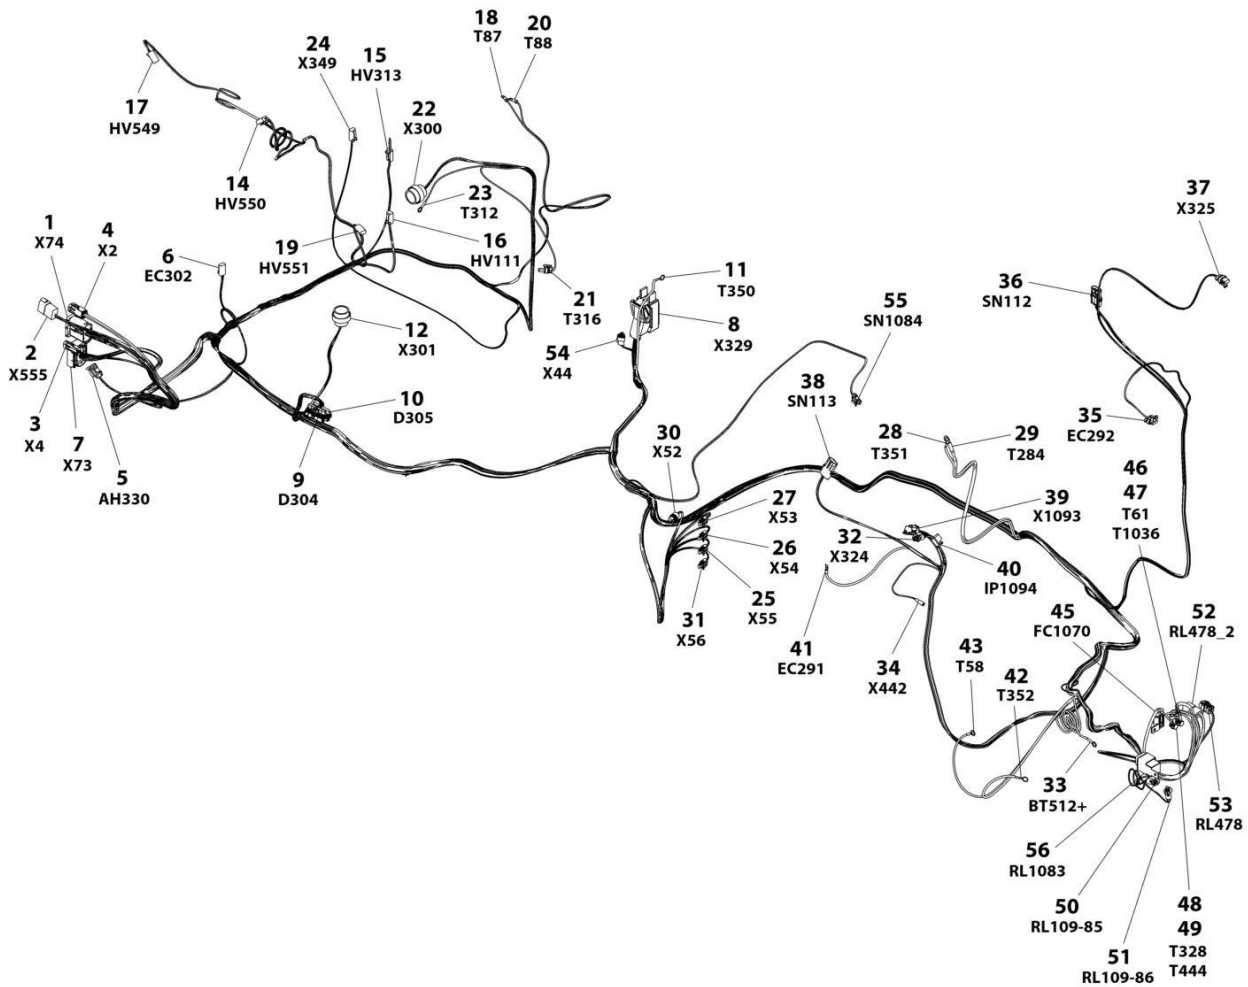 18
T87
20
T88
24
X349
15
HV313
17
HV549
22
X300
14
HV550
23
T312
37
X325
1
X74
4
X2
6
EC302
19
HV551
16
HV111
21
T316
11
T350
36
SN112
55
SN1084
8
X329
2
X555
12
X301
54
X44
38
SN113
10
D305
3
X4
7
X73
5
AH330
9
D304
30
X52
28
T351
29
T284
35
EC292
46
47
T61
T1036
27
X53
39
X1093
32
X324
26
X54
40
IP1094
25
X55
31
X56
45
FC1070
52
RL478_2
41
EC291
34
X442
43
T58
42
T352
33
BT512+
53
RL478
56
RL1083
50
RL109-85
48
49
T328
T444
51
RL109-86